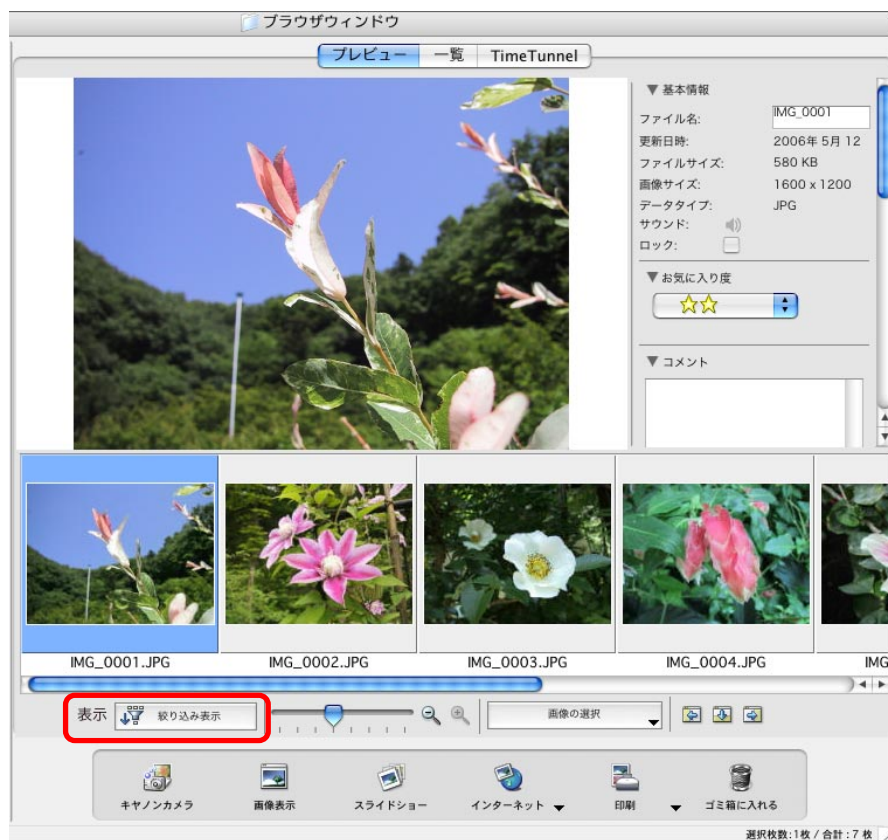 ブラウザウィンドウ
プレビュー 一覧 TimeTunnel
▼ 基本情報
ファイル名: IMG_0001
更新日時: 2006年 5月 12
ファイルサイズ: 580 KB
画像サイズ: 1600 x 1200
データタイプ: JPG
サウンド:
ロック:
▼ お気に入り度
▼ コメント
IMG_0001.JPG IMG_0002.JPG IMG_0003.JPG IMG_0004.JPG IMG
表示 絞り込み表示 画像の選択
キヤノンカメラ 画像表示 スライドショー インターネット 印刷 ゴミ箱に入れる
選択枚数:1枚 / 合計 : 7 枚